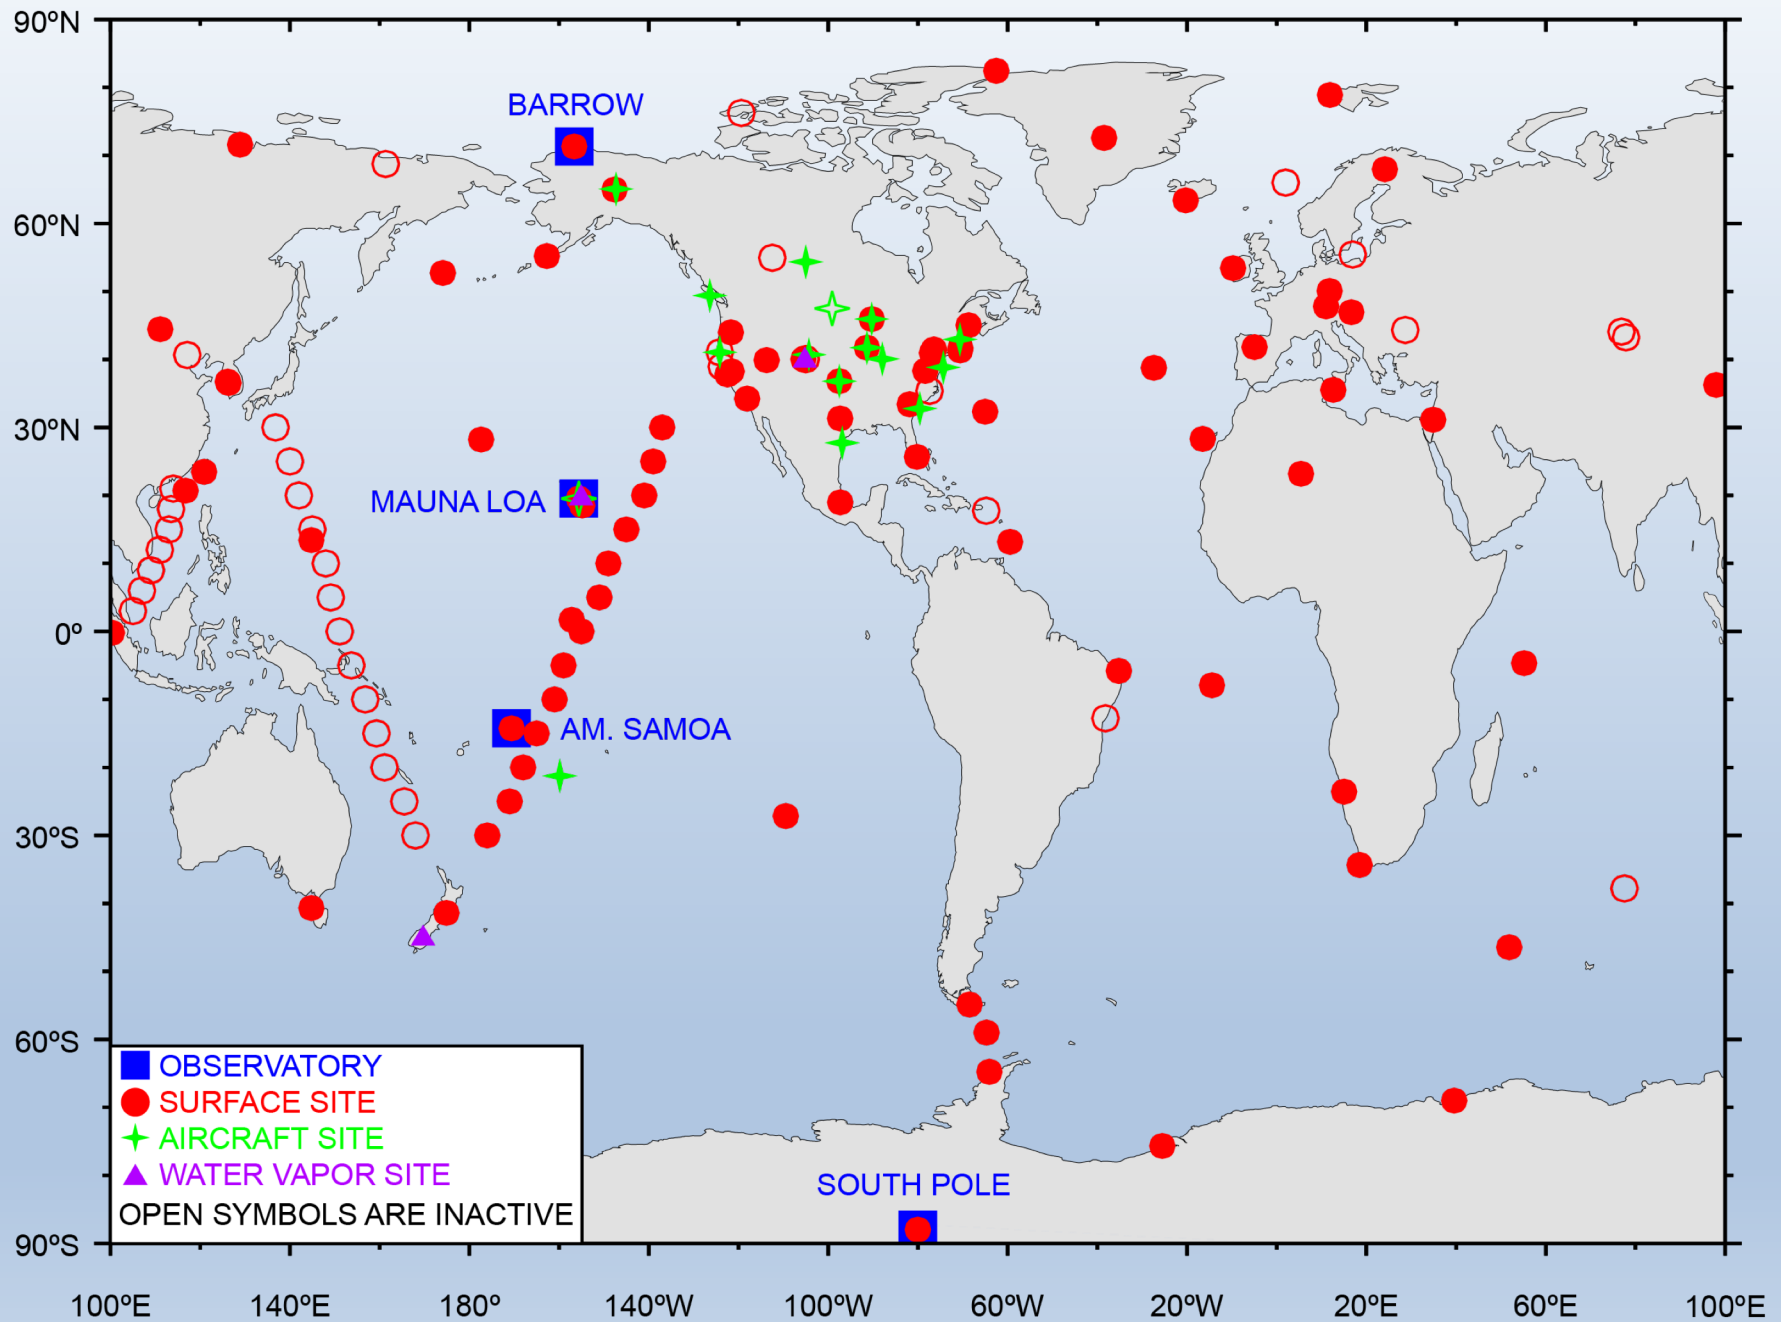 90ºN
BARROW
60ºN
30ºN
MAUNA LOA
0º
AM. SAMOA
30ºS
60ºS
OBSERVATORY
SURFACE SITE
AIRCRAFT SITE
WATER VAPOR SITE
OPEN SYMBOLS ARE INACTIVE
SOUTH POLE
90ºS
100ºE 140ºE 180º 140ºW 100ºW 60ºW 20ºW 20ºE 60ºE 100ºE